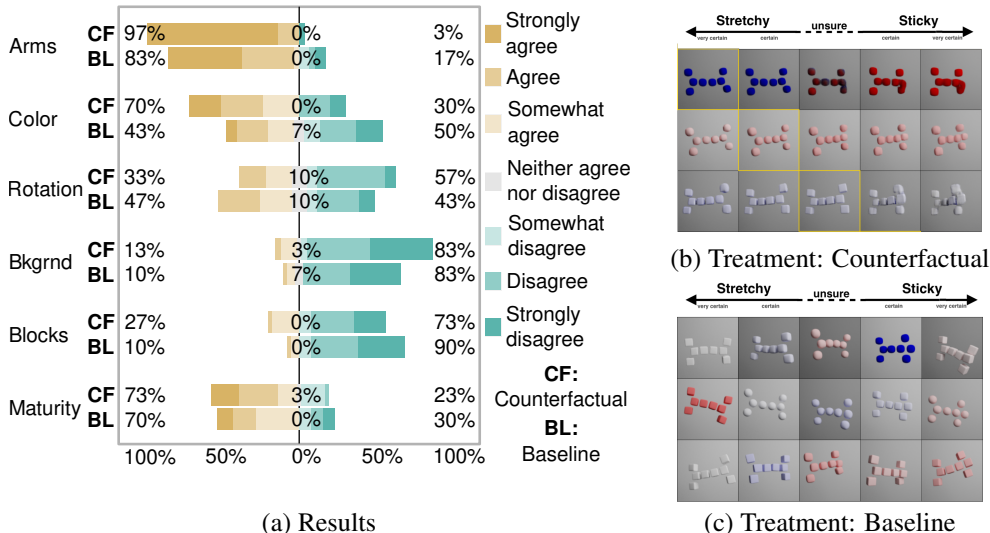 Arms
CF 97% 0% 3%
BL 83% 0% 17%
Color
CF 70% 0% 30%
BL 43% 7% 50%
Rotation
CF 33% 10% 57%
BL 47% 10% 43%
Bkgrnd
CF 13% 3% 83%
BL 10% 7% 83%
Blocks
CF 27% 0% 73%
BL 10% 0% 90%
Maturity
CF 73% 3% 23%
BL 70% 0% 30%
100% 50% 0% 50% 100%
Strongly
agree
Agree
Somewhat
agree
Neither agree
nor disagree
Somewhat
disagree
Disagree
Strongly
disagree
CF:
Counterfactual
BL:
Baseline
(a) Results
Stretchy unsure Sticky
very certain certain certain very certain
(b) Treatment: Counterfactual
Stretchy unsure Sticky
very certain certain certain very certain
(c) Treatment: Baseline